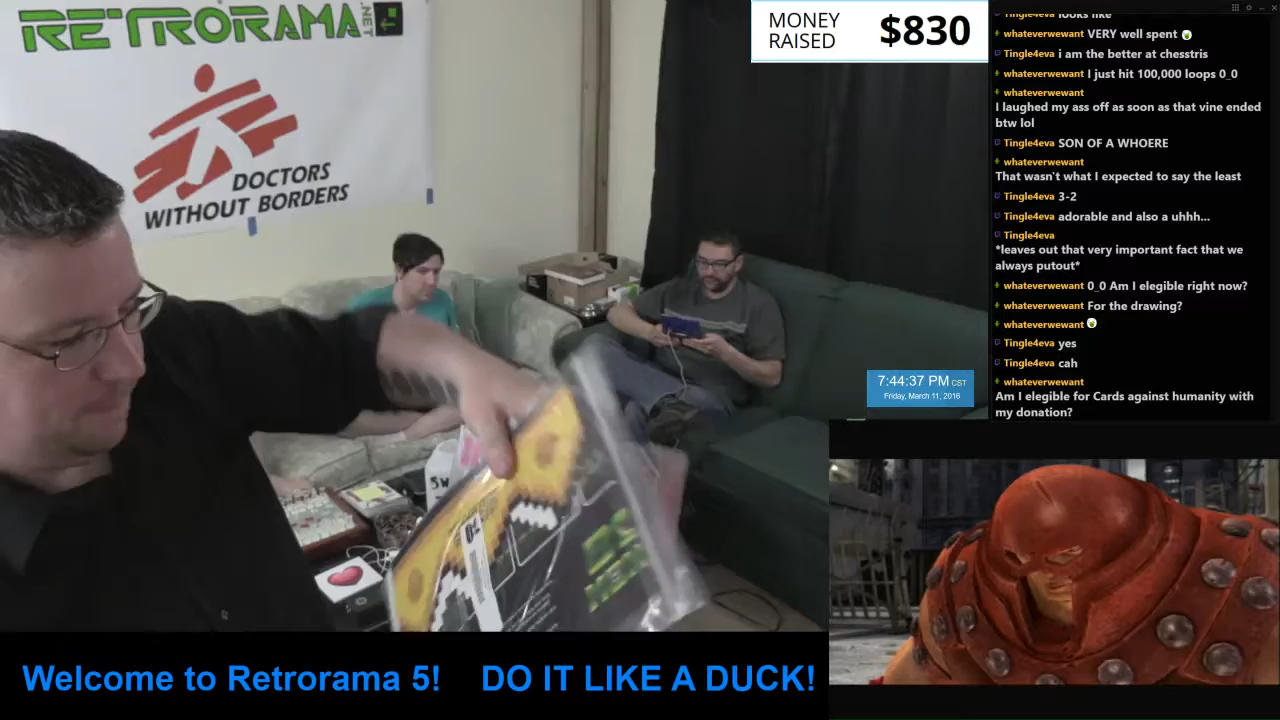 RETRORAMA.NET
DOCTORS
WITHOUT BORDERS
MONEY
RAISED
$830
Tingle4eva looks like
whateverwewant VERY well spent
Tingle4eva i am the better at chesstris
whateverwewant I just hit 100,000 loops 0_0
whateverwewant
I laughed my ass off as soon as that vine ended
btw lol
Tingle4eva SON OF A WHOERE
whateverwewant
That wasn't what I expected to say the least
Tingle4eva 3-2
Tingle4eva adorable and also a uhhh...
Tingle4eva
*leaves out that very important fact that we
always putout*
whateverwewant 0_0 Am I elegible right now?
whateverwewant For the drawing?
whateverwewant
Tingle4eva yes
Tingle4eva cah
whateverwewant
Am I elegible for Cards against humanity with
my donation?
7:44:37 PM CST
Friday, March 11, 2016
SW
Welcome to Retrorama 5! DO IT LIKE A DUCK!